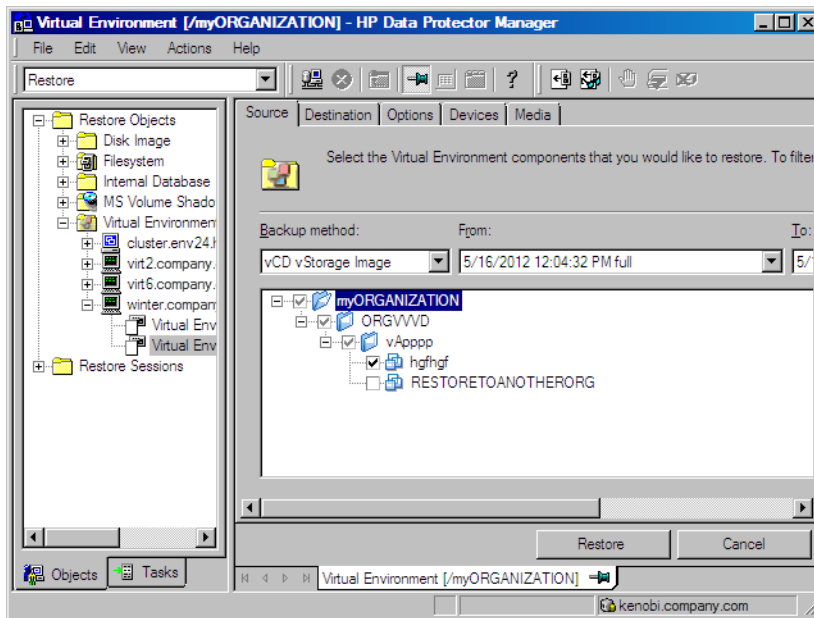 Virtual Environment [/myORGANIZATION] - HP Data Protector Manager
File Edit View Actions Help
Restore
Restore Objects
Disk Image
Filesystem
Internal Database
MS Volume Shado
Virtual Environmen
cluster.env24.
virt2.company.
virt6.company.
winter.compan
Virtual Env
Virtual Env
Restore Sessions
Objects Tasks
Source Destination Options Devices Media
Select the Virtual Environment components that you would like to restore. To filter
Backup method: From: To:
vCD vStorage Image 5/16/2012 12:04:32 PM full 5/
myORGANIZATION
ORGVVVD
vApppp
hgfhgf
RESTORETOANOTHERORG
Restore Cancel
Virtual Environment [/myORGANIZATION]
kenobi.company.com